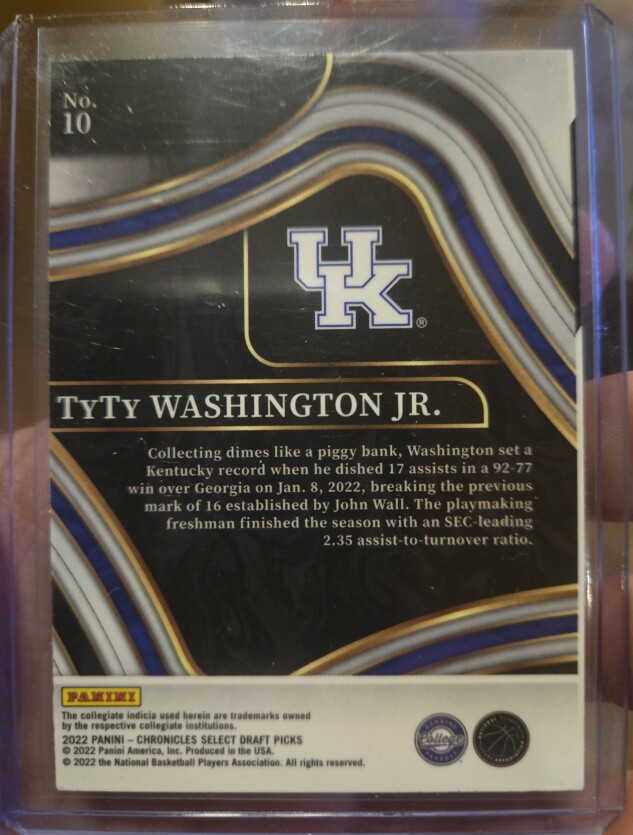 No.
10
UK
®
TyTy WASHINGTON JR.
Collecting dimes like a piggy bank, Washington set a
Kentucky record when he dished 17 assists in a 92-77
win over Georgia on Jan. 8, 2022, breaking the previous
mark of 16 established by John Wall. The playmaking
freshman finished the season with an SEC-leading
2.35 assist-to-turnover ratio.
PANINI
The collegiate indicia used herein are trademarks owned
by the respective collegiate institutions.
2022 PANINI – CHRONICLES SELECT DRAFT PICKS
© 2022 Panini America, Inc. Produced in the USA.
© 2022 the National Basketball Players Association. All rights reserved.
College